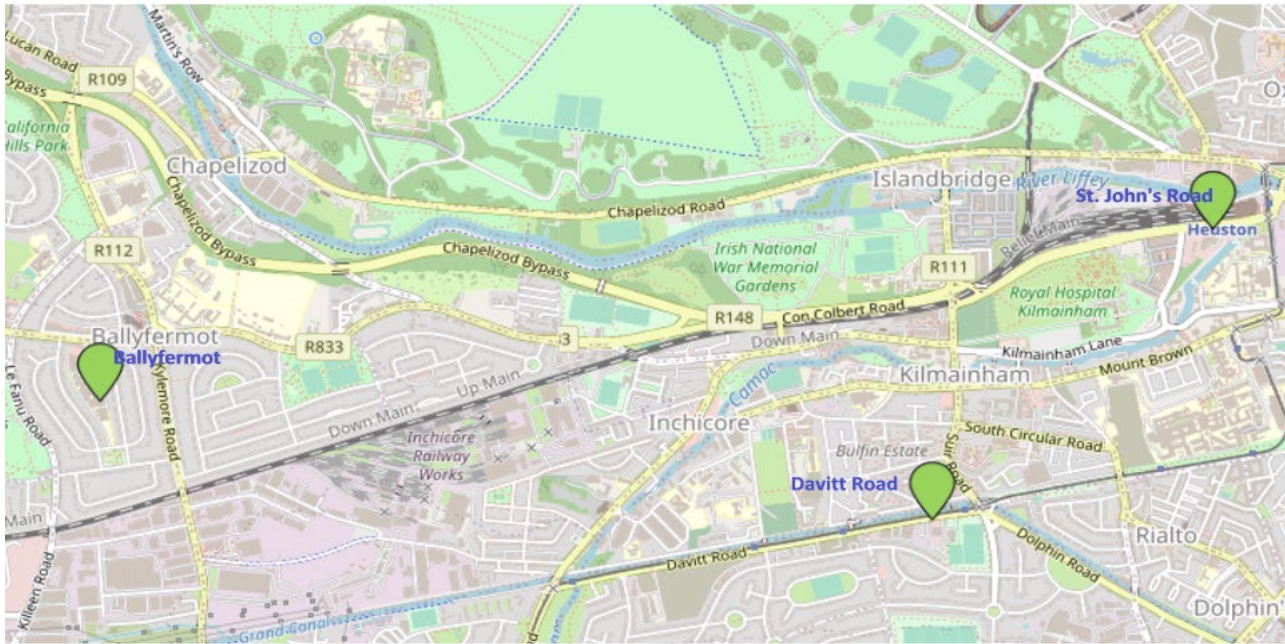 Lucan Road
Bypass
R109
Martin's Row
California
Hills Park
Chapelizod
Chapelizod Bypass
R112
Chapelizod Road
Chapelizod Bypass
Irish National
War Memorial
Gardens
Islandbridge
River Liffey
St. John's Road
Heuston
R111
Royal Hospital
Kilmainham
R148
Con Colbert Road
Down Main
Kilmainham Lane
Mount Brown
Kilmainham
Ballyfermot
Ballyfermot
R833
Le Fanu Road
Kylemore Road
Down Main
Up Main
Inchicore
Railway
Works
Inchicore
Camac
Bulfin Estate
South Circular Road
Suir Road
Davitt Road
Davitt Road
Dolphin Road
Rialto
Dolphin
Main
Killeen Road
Grand Canal